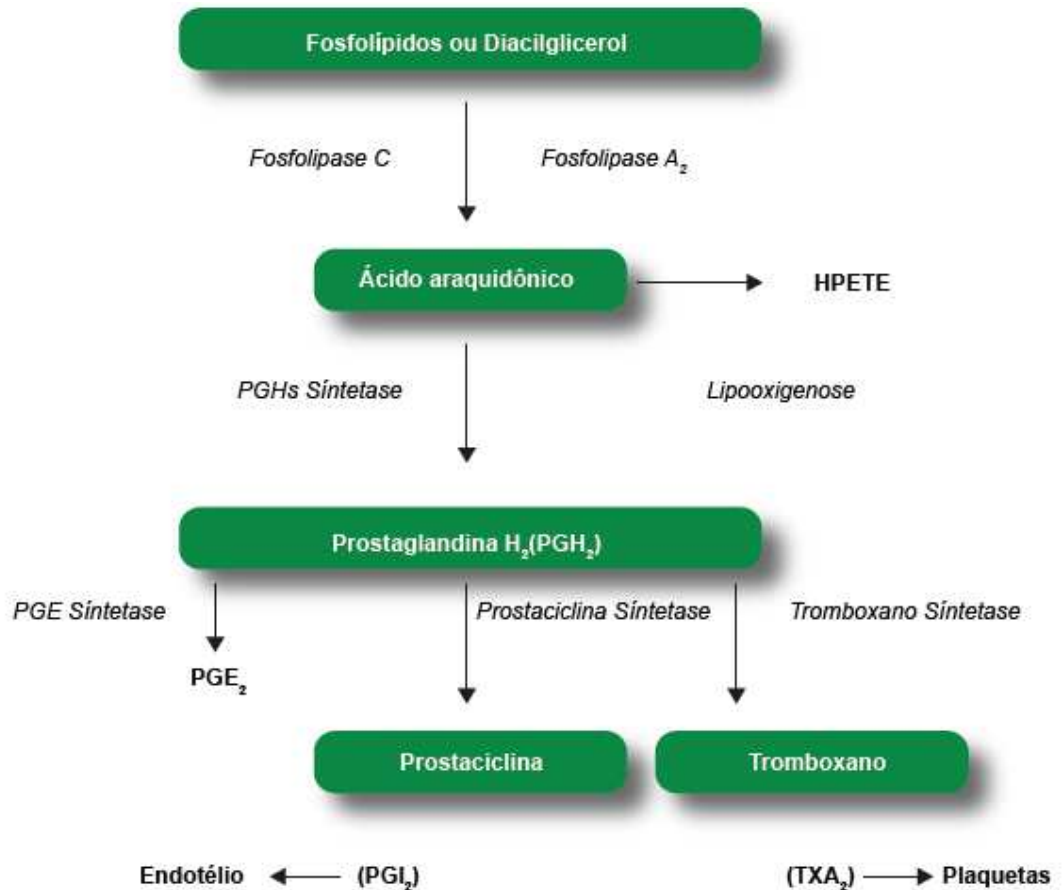 Fosfolípidos ou Diacilglicerol
Fosfolipase C
Fosfolipase A₂
Ácido araquidônico
HPETE
PGHs Síntetase
Lipooxigenose
Prostaglandina H₂(PGH₂)
PGE Síntetase
Prostaciclina Síntetase
Tromboxano Síntetase
PGE₂
Prostaciclina
Tromboxano
Endotélio
(PGI₂)
(TXA₂)
Plaquetas